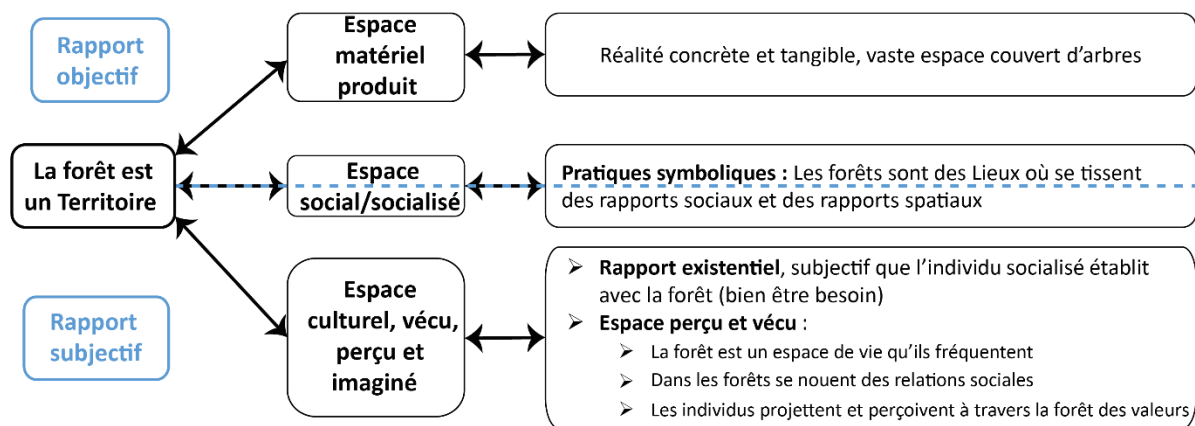 Rapport
objectif
Espace
matériel
produit
Réalité concrète et tangible, vaste espace couvert d’arbres
La forêt est
un Territoire
Espace
social/socialisé
Pratiques symboliques : Les forêts sont des Lieux où se tissent
des rapports sociaux et des rapports spatiaux
Rapport
subjectif
Espace
culturel, vécu,
perçu et
imaginé
➢ Rapport existentiel, subjectif que l’individu socialisé établit
avec la forêt (bien être besoin)
➢ Espace perçu et vécu :
➢ La forêt est un espace de vie qu’ils fréquentent
➢ Dans les forêts se nouent des relations sociales
➢ Les individus projettent et perçoivent à travers la forêt des valeurs